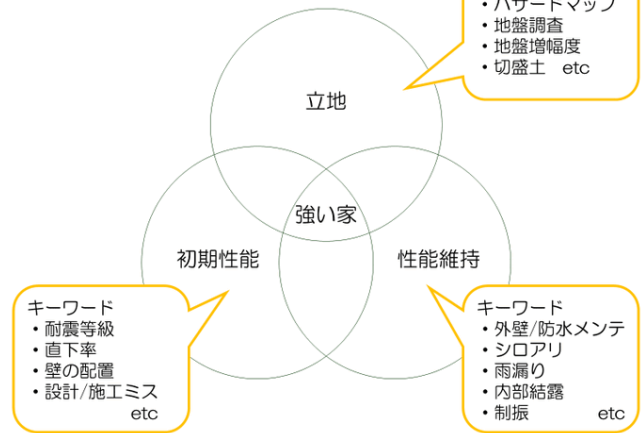 ・ハザードマップ
・地盤調査
・地盤増幅度
・切盛土 etc
立地
強い家
初期性能
性能維持
キーワード
・耐震等級
・直下率
・壁の配置
・設計/施工ミス
etc
キーワード
・外壁/防水メンテ
・シロアリ
・雨漏り
・内部結露
・制振 etc